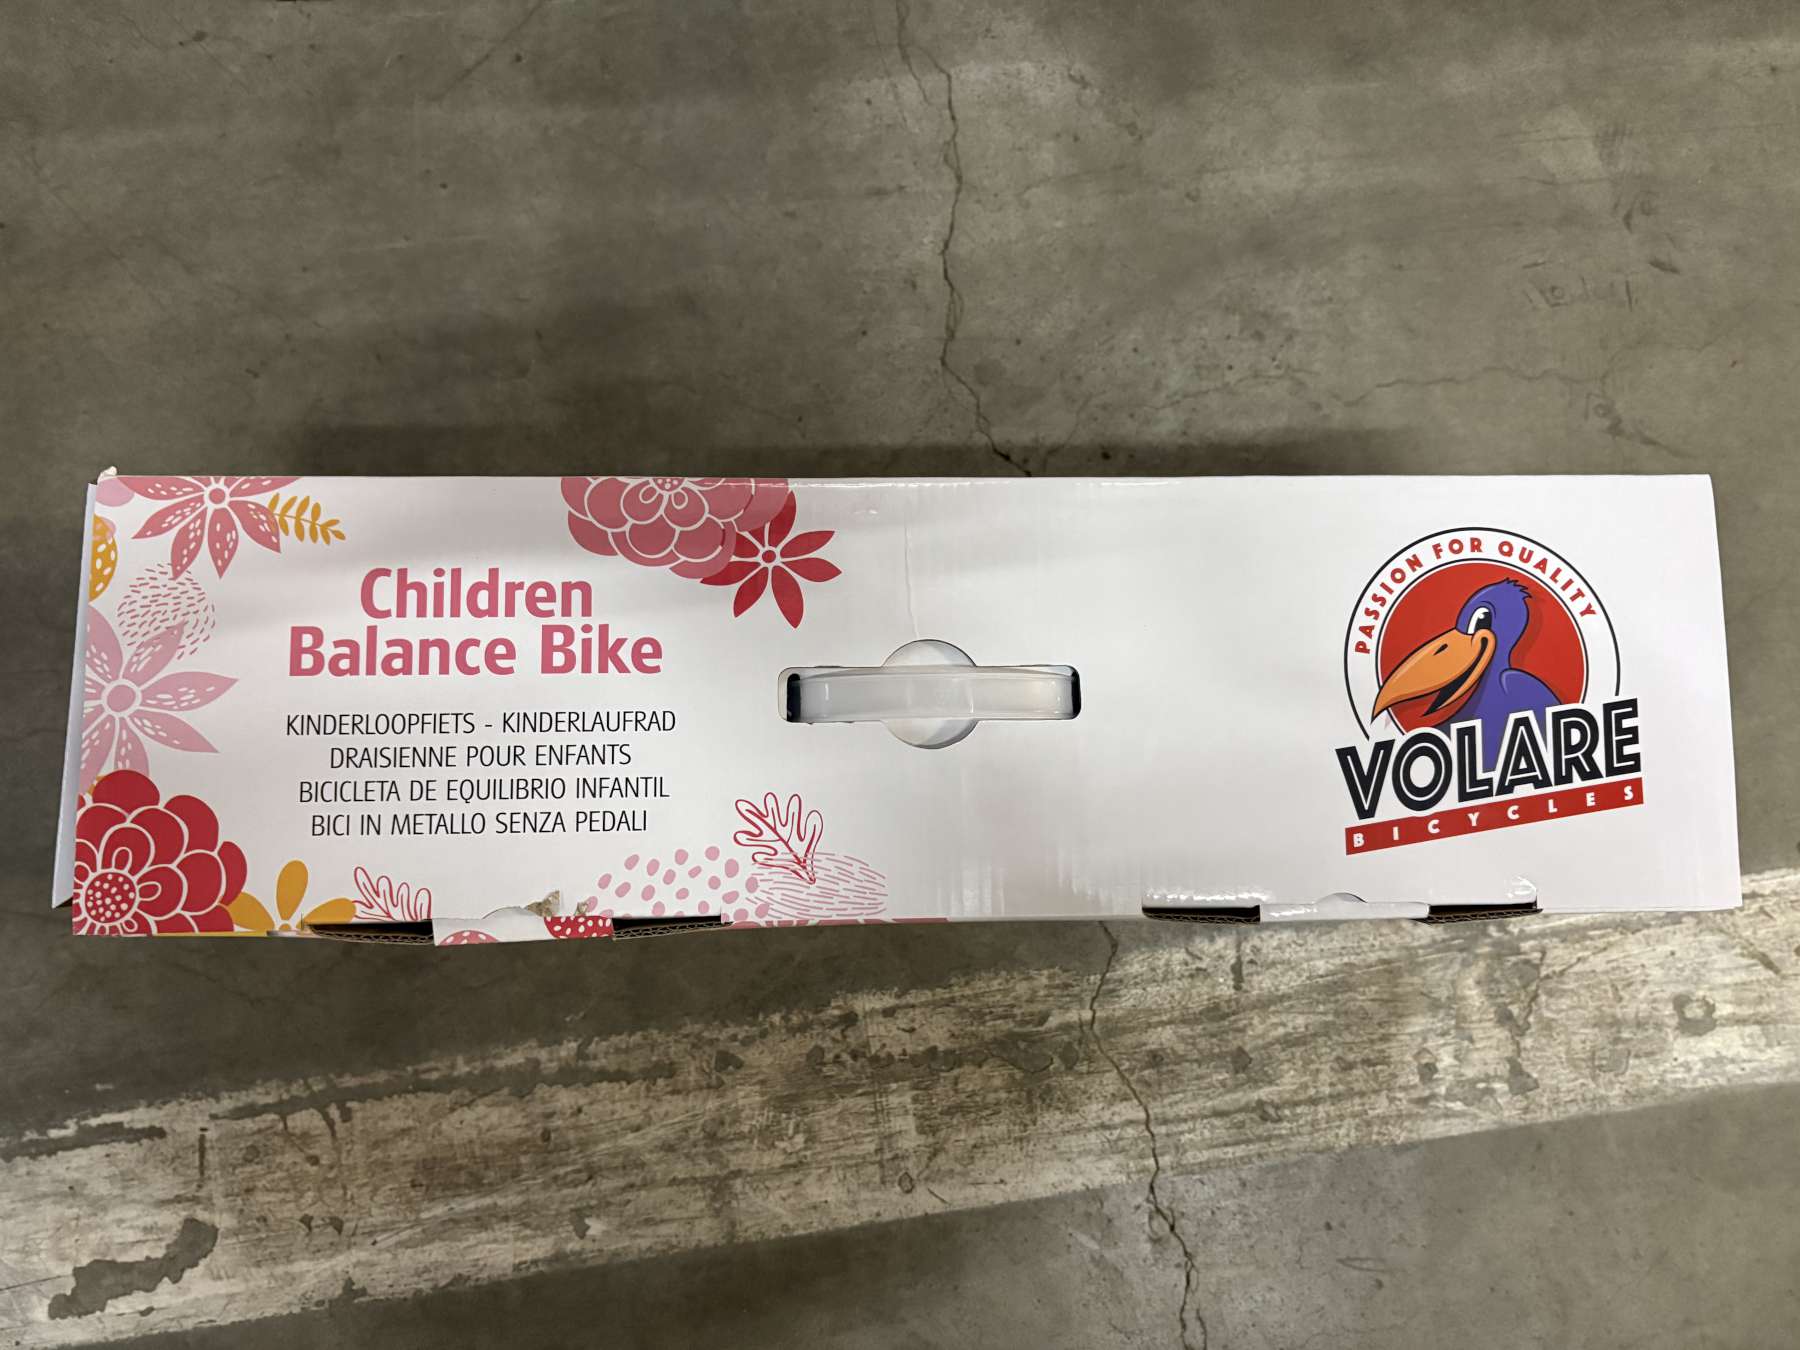 Children
Balance Bike
KINDERLOOPFIETS - KINDERLAUFRAD
DRAISIENNE POUR ENFANTS
BICICLETA DE EQUILIBRIO INFANTIL
BICI IN METALLO SENZA PEDALI
PASSION FOR QUALITY
VOLARE
BICYCLES